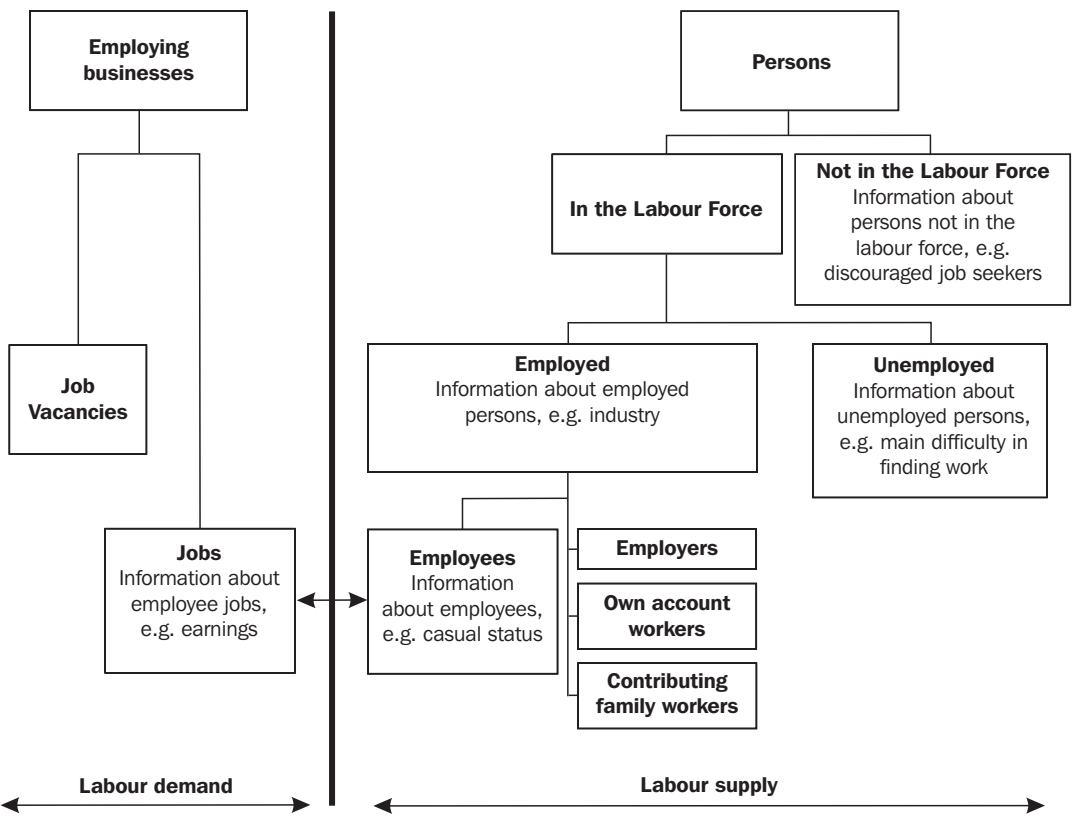 Employing
businesses
Persons
In the Labour Force
Not in the Labour Force
Information about
persons not in the
labour force, e.g.
discouraged job seekers
Job
Vacancies
Employed
Information about employed
persons, e.g. industry
Unemployed
Information about
unemployed persons,
e.g. main difficulty in
finding work
Jobs
Information about
employee jobs,
e.g. earnings
Employees
Information
about employees,
e.g. casual status
Employers
Own account
workers
Contributing
family workers
Labour demand
Labour supply